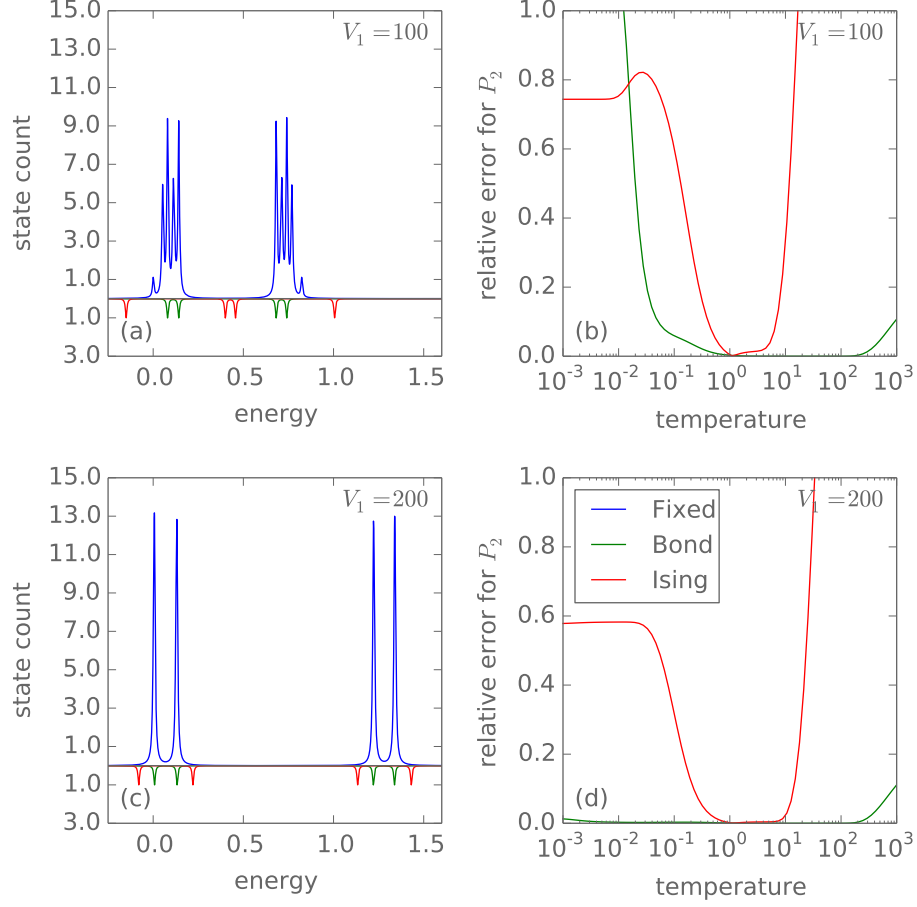 V₁ =100
15.0
13.0
11.0
9.0
7.0
5.0
3.0
1.0
1.0
3.0
state count
(a)
0.0 0.5 1.0 1.5
energy
V₁ =100
1.0
0.8
0.6
0.4
0.2
0.0
relative error for P₂
(b)
10⁻³ 10⁻² 10⁻¹ 10⁰ 10¹ 10² 10³
temperature
V₁ =200
15.0
13.0
11.0
9.0
7.0
5.0
3.0
1.0
1.0
3.0
state count
(c)
0.0 0.5 1.0 1.5
energy
V₁ =200
1.0
0.8
0.6
0.4
0.2
0.0
relative error for P₂
Fixed
Bond
Ising
(d)
10⁻³ 10⁻² 10⁻¹ 10⁰ 10¹ 10² 10³
temperature